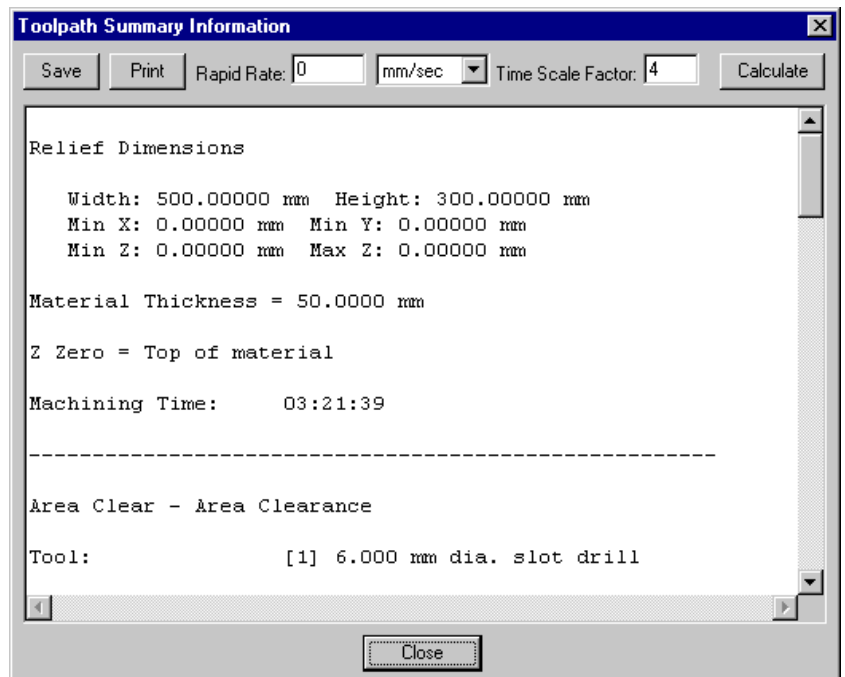 Toolpath Summary Information
Save Print Rapid Rate: 0 mm/sec Time Scale Factor: 4 Calculate
Relief Dimensions
Width: 500.00000 mm Height: 300.00000 mm
Min X: 0.00000 mm Min Y: 0.00000 mm
Min Z: 0.00000 mm Max Z: 0.00000 mm
Material Thickness = 50.0000 mm
Z Zero = Top of material
Machining Time: 03:21:39
------------------------------------------------------
Area Clear - Area Clearance
Tool: [1] 6.000 mm dia. slot drill
Close